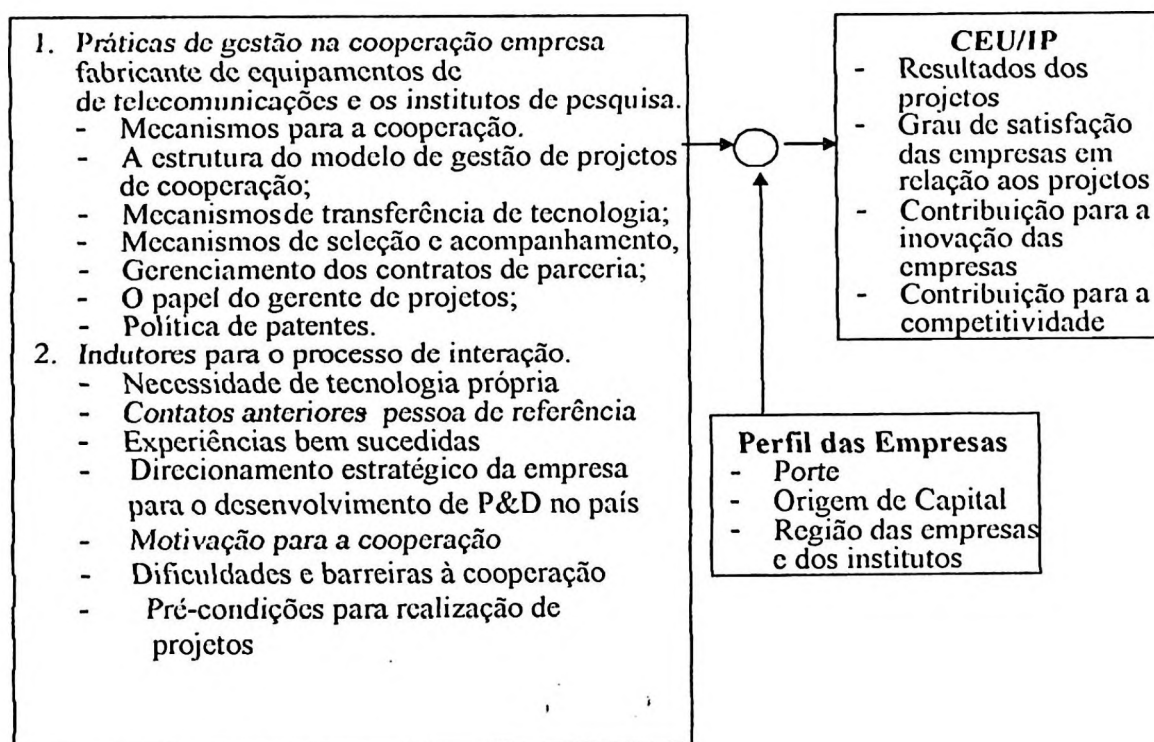 1. Práticas de gestão na cooperação empresa
fabricante de equipamentos de
de telecomunicações e os institutos de pesquisa.
- Mecanismos para a cooperação.
- A estrutura do modelo de gestão de projetos
de cooperação;
- Mecanismos de transferência de tecnologia;
- Mecanismos de seleção e acompanhamento,
- Gerenciamento dos contratos de parceria;
- O papel do gerente de projetos;
- Política de patentes.
2. Indutores para o processo de interação.
- Necessidade de tecnologia própria
- Contatos anteriores pessoa de referência
- Experiências bem sucedidas
- Direcionamento estratégico da empresa
para o desenvolvimento de P&D no país
- Motivação para a cooperação
- Dificuldades e barreiras à cooperação
- Pré-condições para realização de
projetos
CEU/IP
- Resultados dos
projetos
- Grau de satisfação
das empresas em
relação aos projetos
- Contribuição para a
inovação das
empresas
- Contribuição para a
competitividade
Perfil das Empresas
- Porte
- Origem de Capital
- Região das empresas
e dos institutos